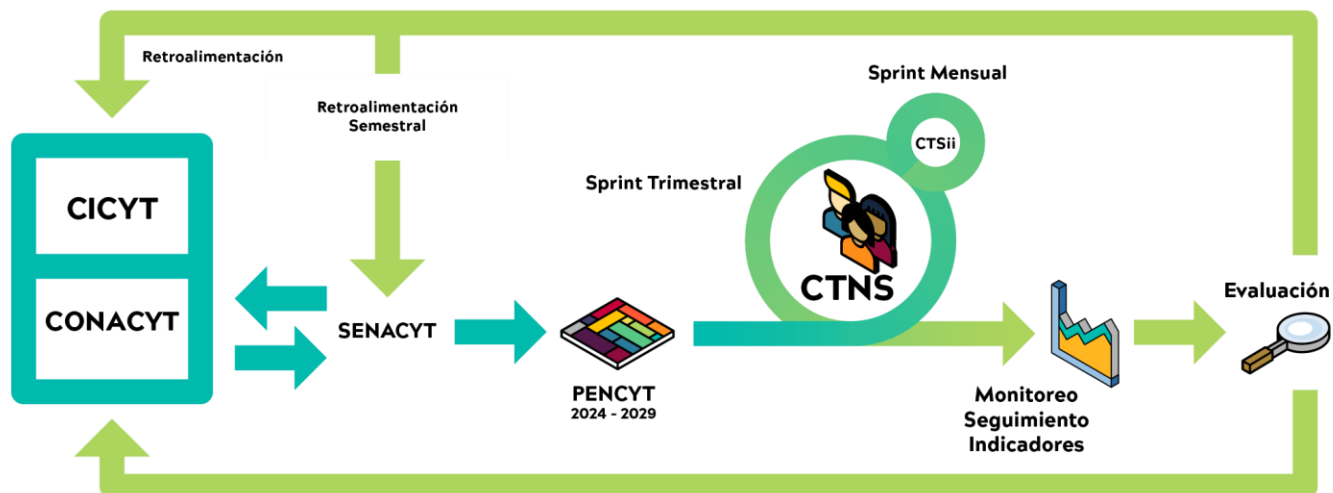 Retroalimentación
Retroalimentación
Semestral
CICYT
CONACYT
SENACYT
PENCYT
2024 - 2029
Sprint Trimestral
Sprint Mensual
CTSii
CTNS
Monitoreo
Seguimiento
Indicadores
Evaluación